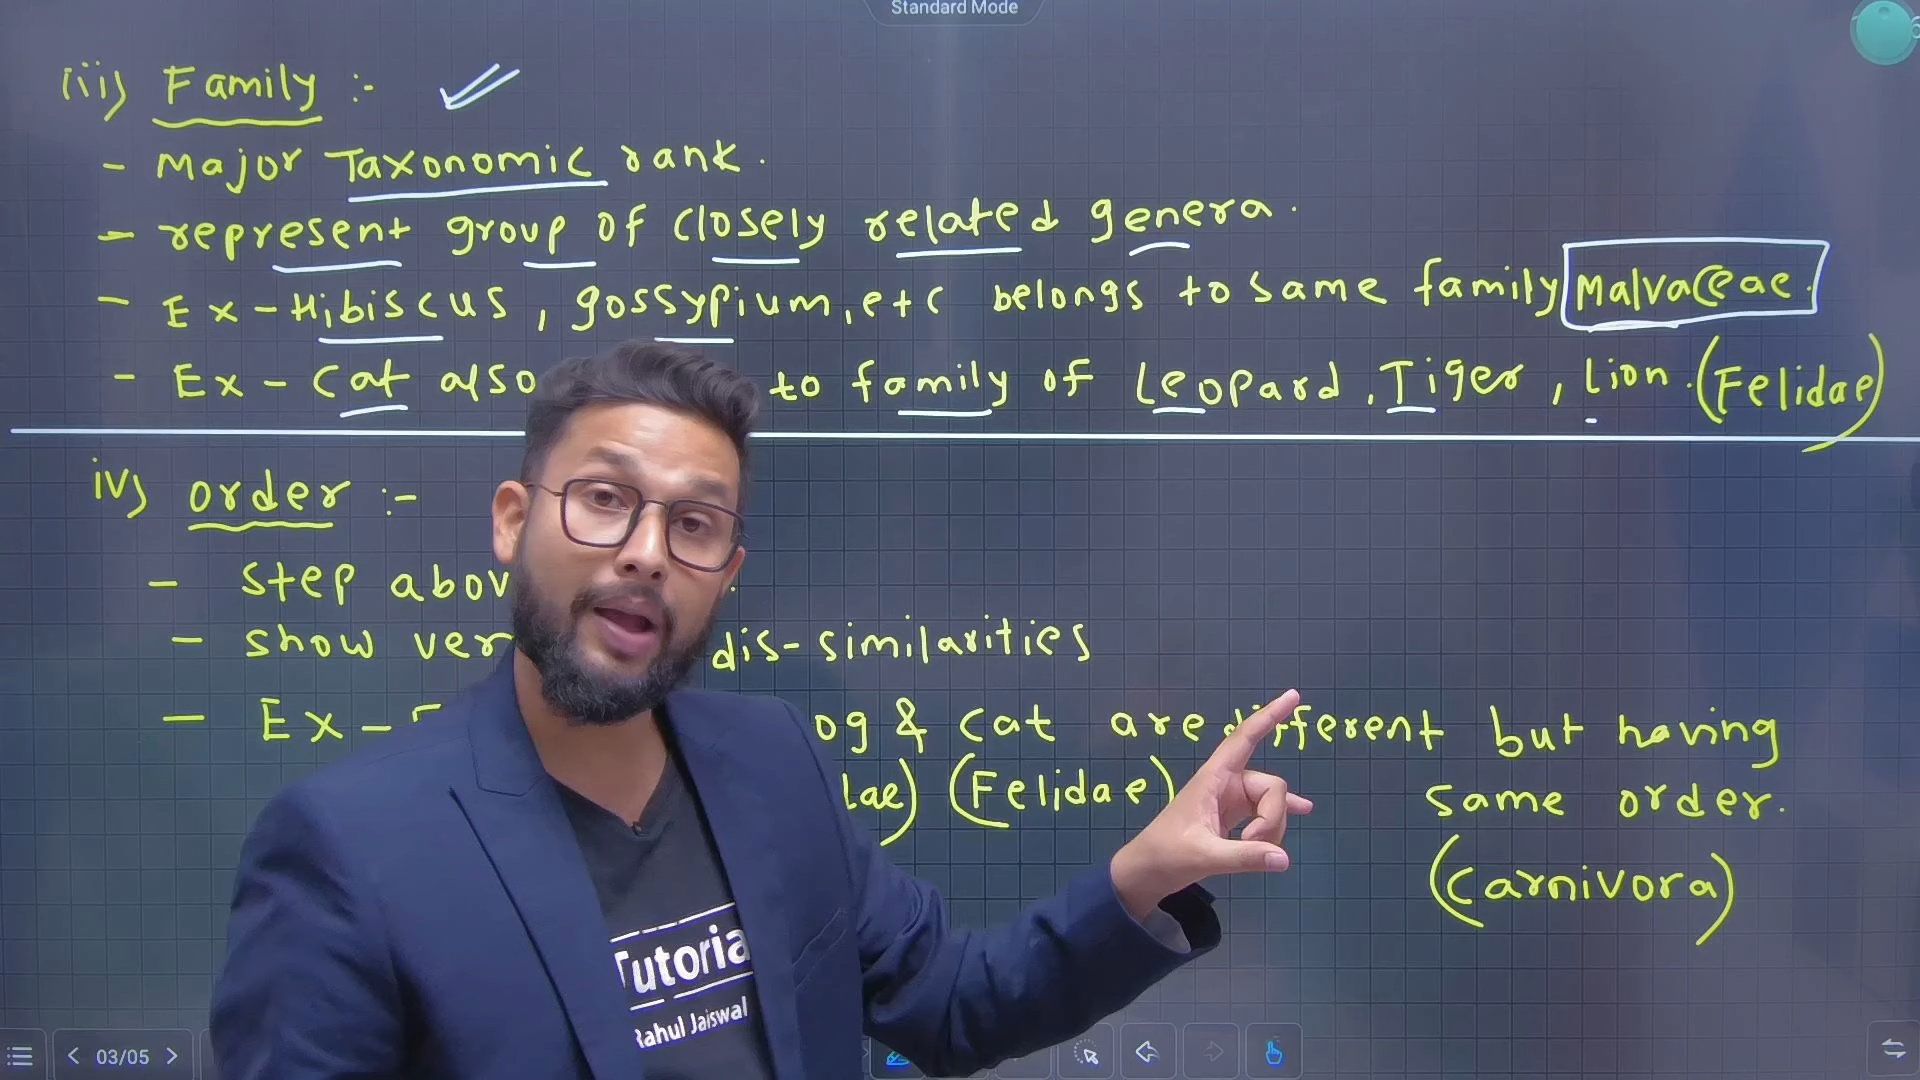 Standard Mode
(iii) Family :-
- Major Taxonomic rank.
- represent group of closely related genera.
- Ex - Hibiscus, gossypium, etc belongs to same family Malvaceae.
- Ex - Cat also to family of Leopard, Tiger, Lion. (Felidae)
iv) order :-
- step abov
- show ver dis-similarities
- Ex - og & cat are different but having
dae) (Felidae) same order.
(Carnivora)
Tutoria
Rahul Jaiswal
03/05